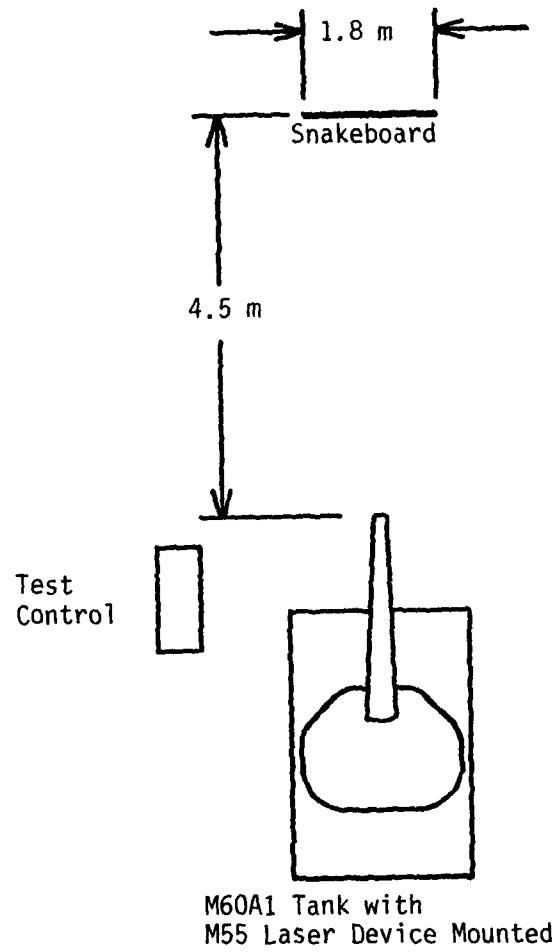 1.8 m
Snakeboard
4.5 m
Test
Control
M60A1 Tank with
M55 Laser Device Mounted